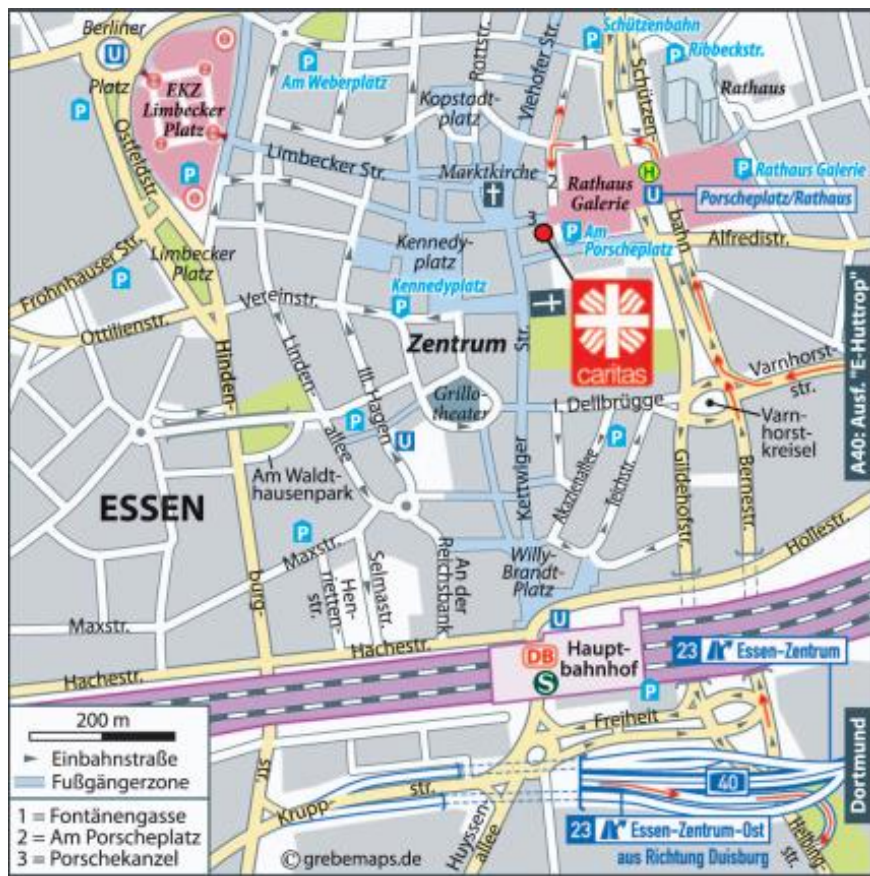 Berliner
Platz
U
P
EKZ
Limbecker
Platz
P
Am Weberplatz
Rottstr.
Viehofer Str.
P
Schützenbahn
Schützen-
bahn
P
Ribbeckstr.
Rathaus
Kopstadt-
platz
Limbecker Str.
Marktkirche
1
2
3
Rathaus
Galerie
H
U
Porscheplatz/Rathaus
P
Rathaus Galerie
P
Am
Porscheplatz
Alfredistr.
Ostfeldstr.
P
Limbecker
Platz
Frohnhauser Str.
P
Kennedy-
platz
Kennedyplatz
P
Vereinstr.
Ottilienstr.
Zentrum
caritas
Varnhorst-
str.
Varn-
horst-
kreisel
A40: Ausf. "E-Huttrop"
Hinden-
burg-
str.
Linden-
allee
III. Hagen
Grillo-
theater
P
U
I. Dellbrügge
P
Kettwiger
Str.
Akazienallee
Teichstr.
Gildehofstr.
Bernestr.
Am Waldt-
hausenpark
ESSEN
P
Maxstr.
Maxstr.
Hen-
rietten-
str.
Selmastr.
An der
Reichsbank
Willy-
Brandt-
Platz
Hollestr.
Hachestr.
Hachestr.
U
DB
S
Haupt-
bahnhof
P
23 Essen-Zentrum
Freiheit
40
Dortmund
23 Essen-Zentrum-Ost
aus Richtung Duisburg
Helbing-
str.
Krupp-
str.
Huyssen-
allee
200 m
Einbahnstraße
Fußgängerzone
1 = Fontänengasse
2 = Am Porscheplatz
3 = Porschekanzel
© grebemaps.de